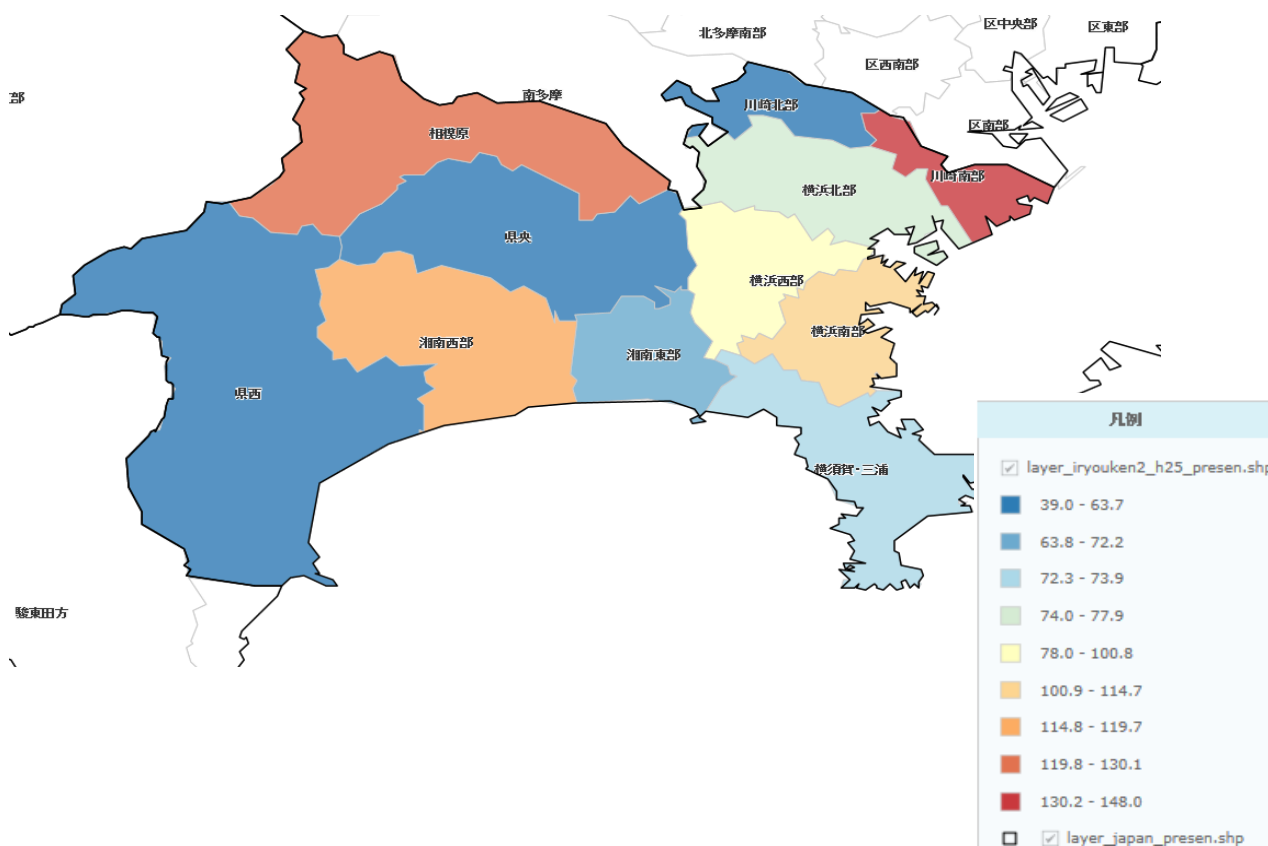 区中央部
区東部
北多摩南部
区西南部
部
南多摩
川崎北部
区南部
相模原
川崎南部
横浜北部
県央
横浜西部
横浜南部
湘南西部
湘南東部
県西
凡例
横須賀・三浦
layer_iryouken2_h25_presen.shp
39.0 - 63.7
63.8 - 72.2
72.3 - 73.9
駿東田方
74.0 - 77.9
78.0 - 100.8
100.9 - 114.7
114.8 - 119.7
119.8 - 130.1
130.2 - 148.0
layer_japan_presen.shp